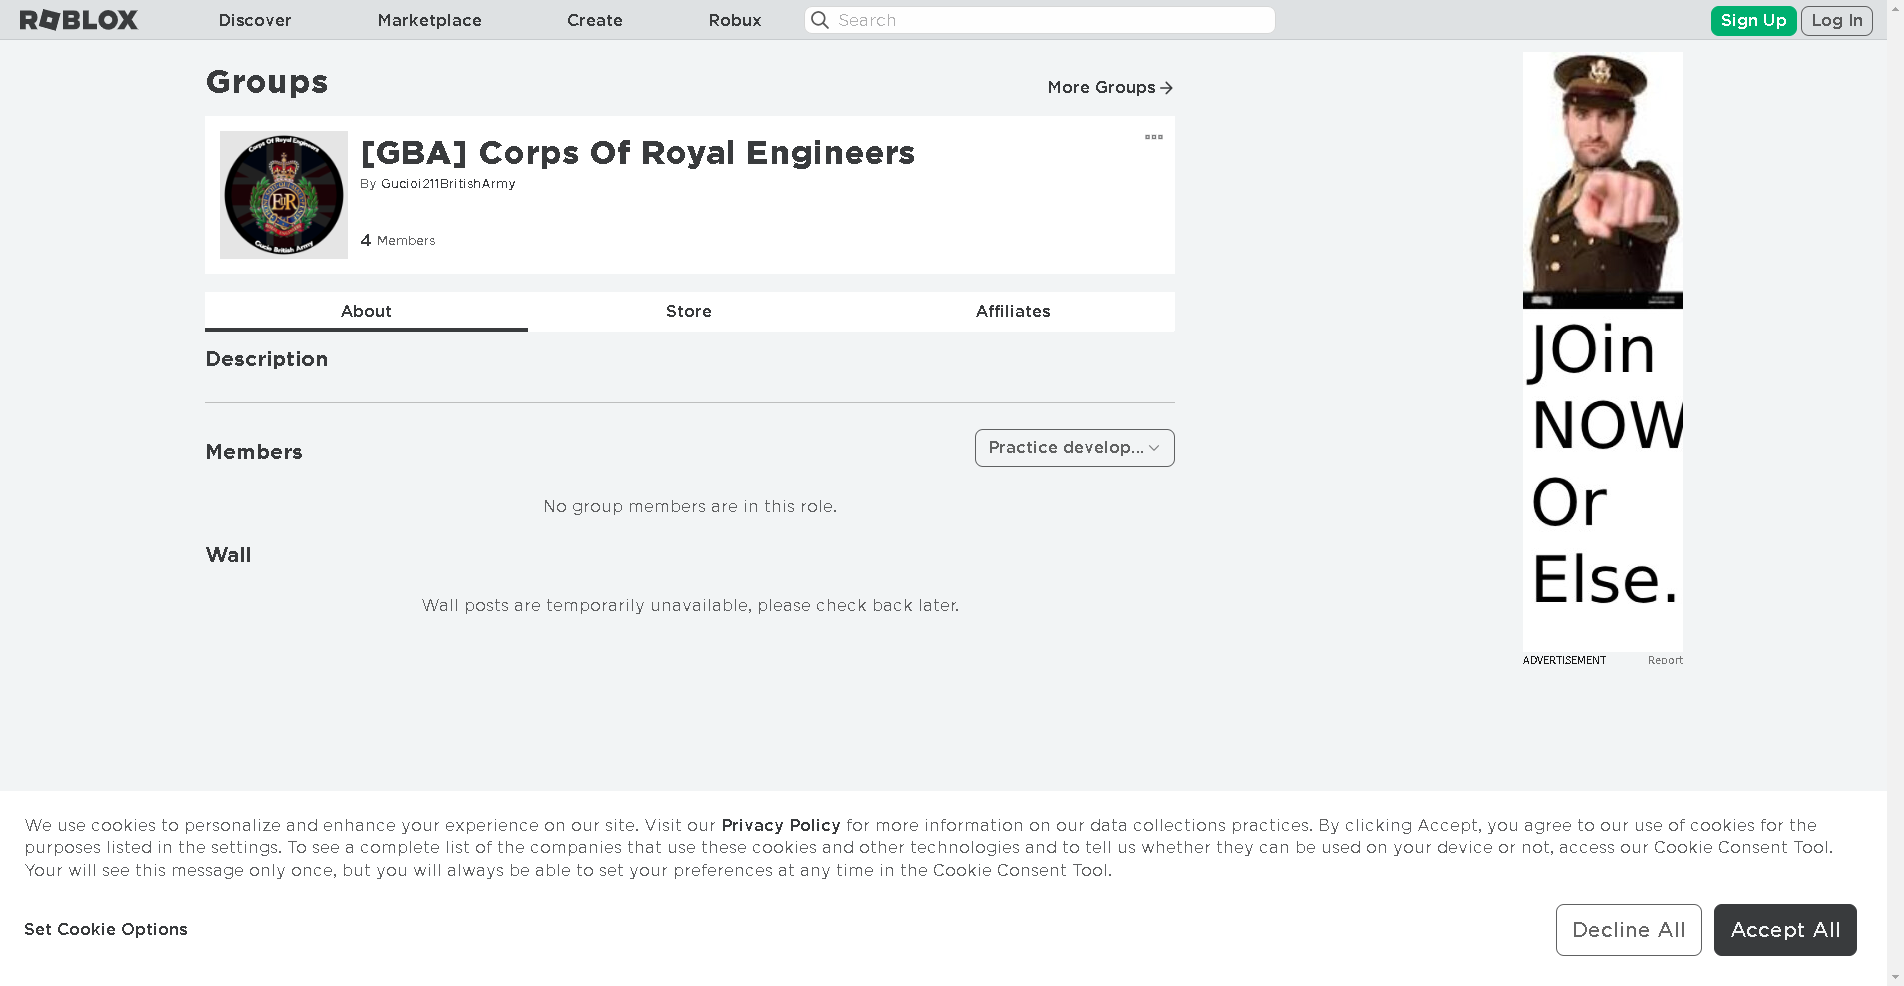 ROBLOX Discover Marketplace Create Robux Search Sign Up Log In
Groups
More Groups
Corps Of Royal Engineers
EIIR
Gucio British Army
[GBA] Corps Of Royal Engineers
By Gucioi211BritishArmy
4 Members
About Store Affiliates
Description
Members
Practice develop...
No group members are in this role.
Wall
Wall posts are temporarily unavailable, please check back later.
JOin
NOW
Or
Else.
ADVERTISEMENT Report
We use cookies to personalize and enhance your experience on our site. Visit our Privacy Policy for more information on our data collections practices. By clicking Accept, you agree to our use of cookies for the
purposes listed in the settings. To see a complete list of the companies that use these cookies and other technologies and to tell us whether they can be used on your device or not, access our Cookie Consent Tool.
Your will see this message only once, but you will always be able to set your preferences at any time in the Cookie Consent Tool.
Set Cookie Options
Decline All
Accept All